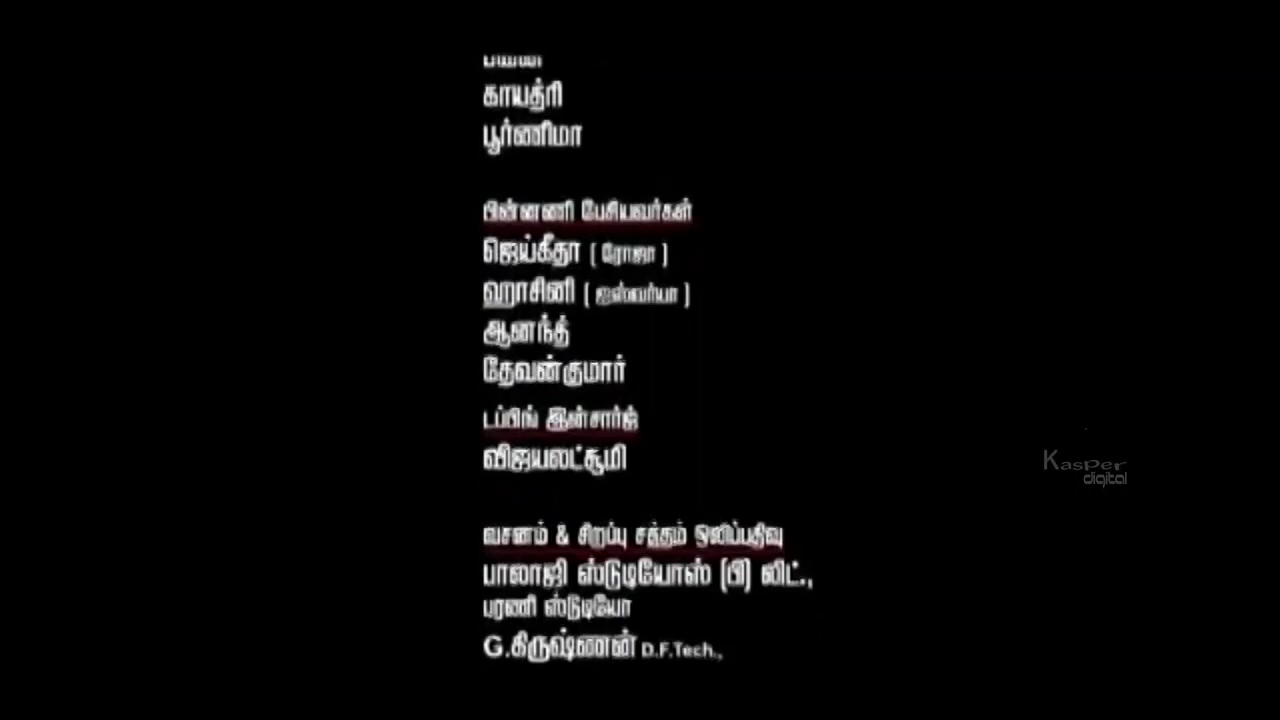 காயத்ரி
பூர்ணிமா
பின்னணி பேசியவர்கள்
ஜெய்கீதா ( ரோஜா )
ஹாசினி ( ஐஸ்வர்யா )
ஆனந்த்
தேவன்குமார்
டப்பிங் இன்சார்ஜ்
விஜயலட்சூமி
வசனம் & சிறப்பு சத்தம் ஒலிப்பதிவு
பாலாஜி ஸ்டுடியோஸ் (பி) லிட்.,
பரணி ஸ்டூடியோ
G.கிருஷ்ணன் D.F.Tech.,
Kasper
digital